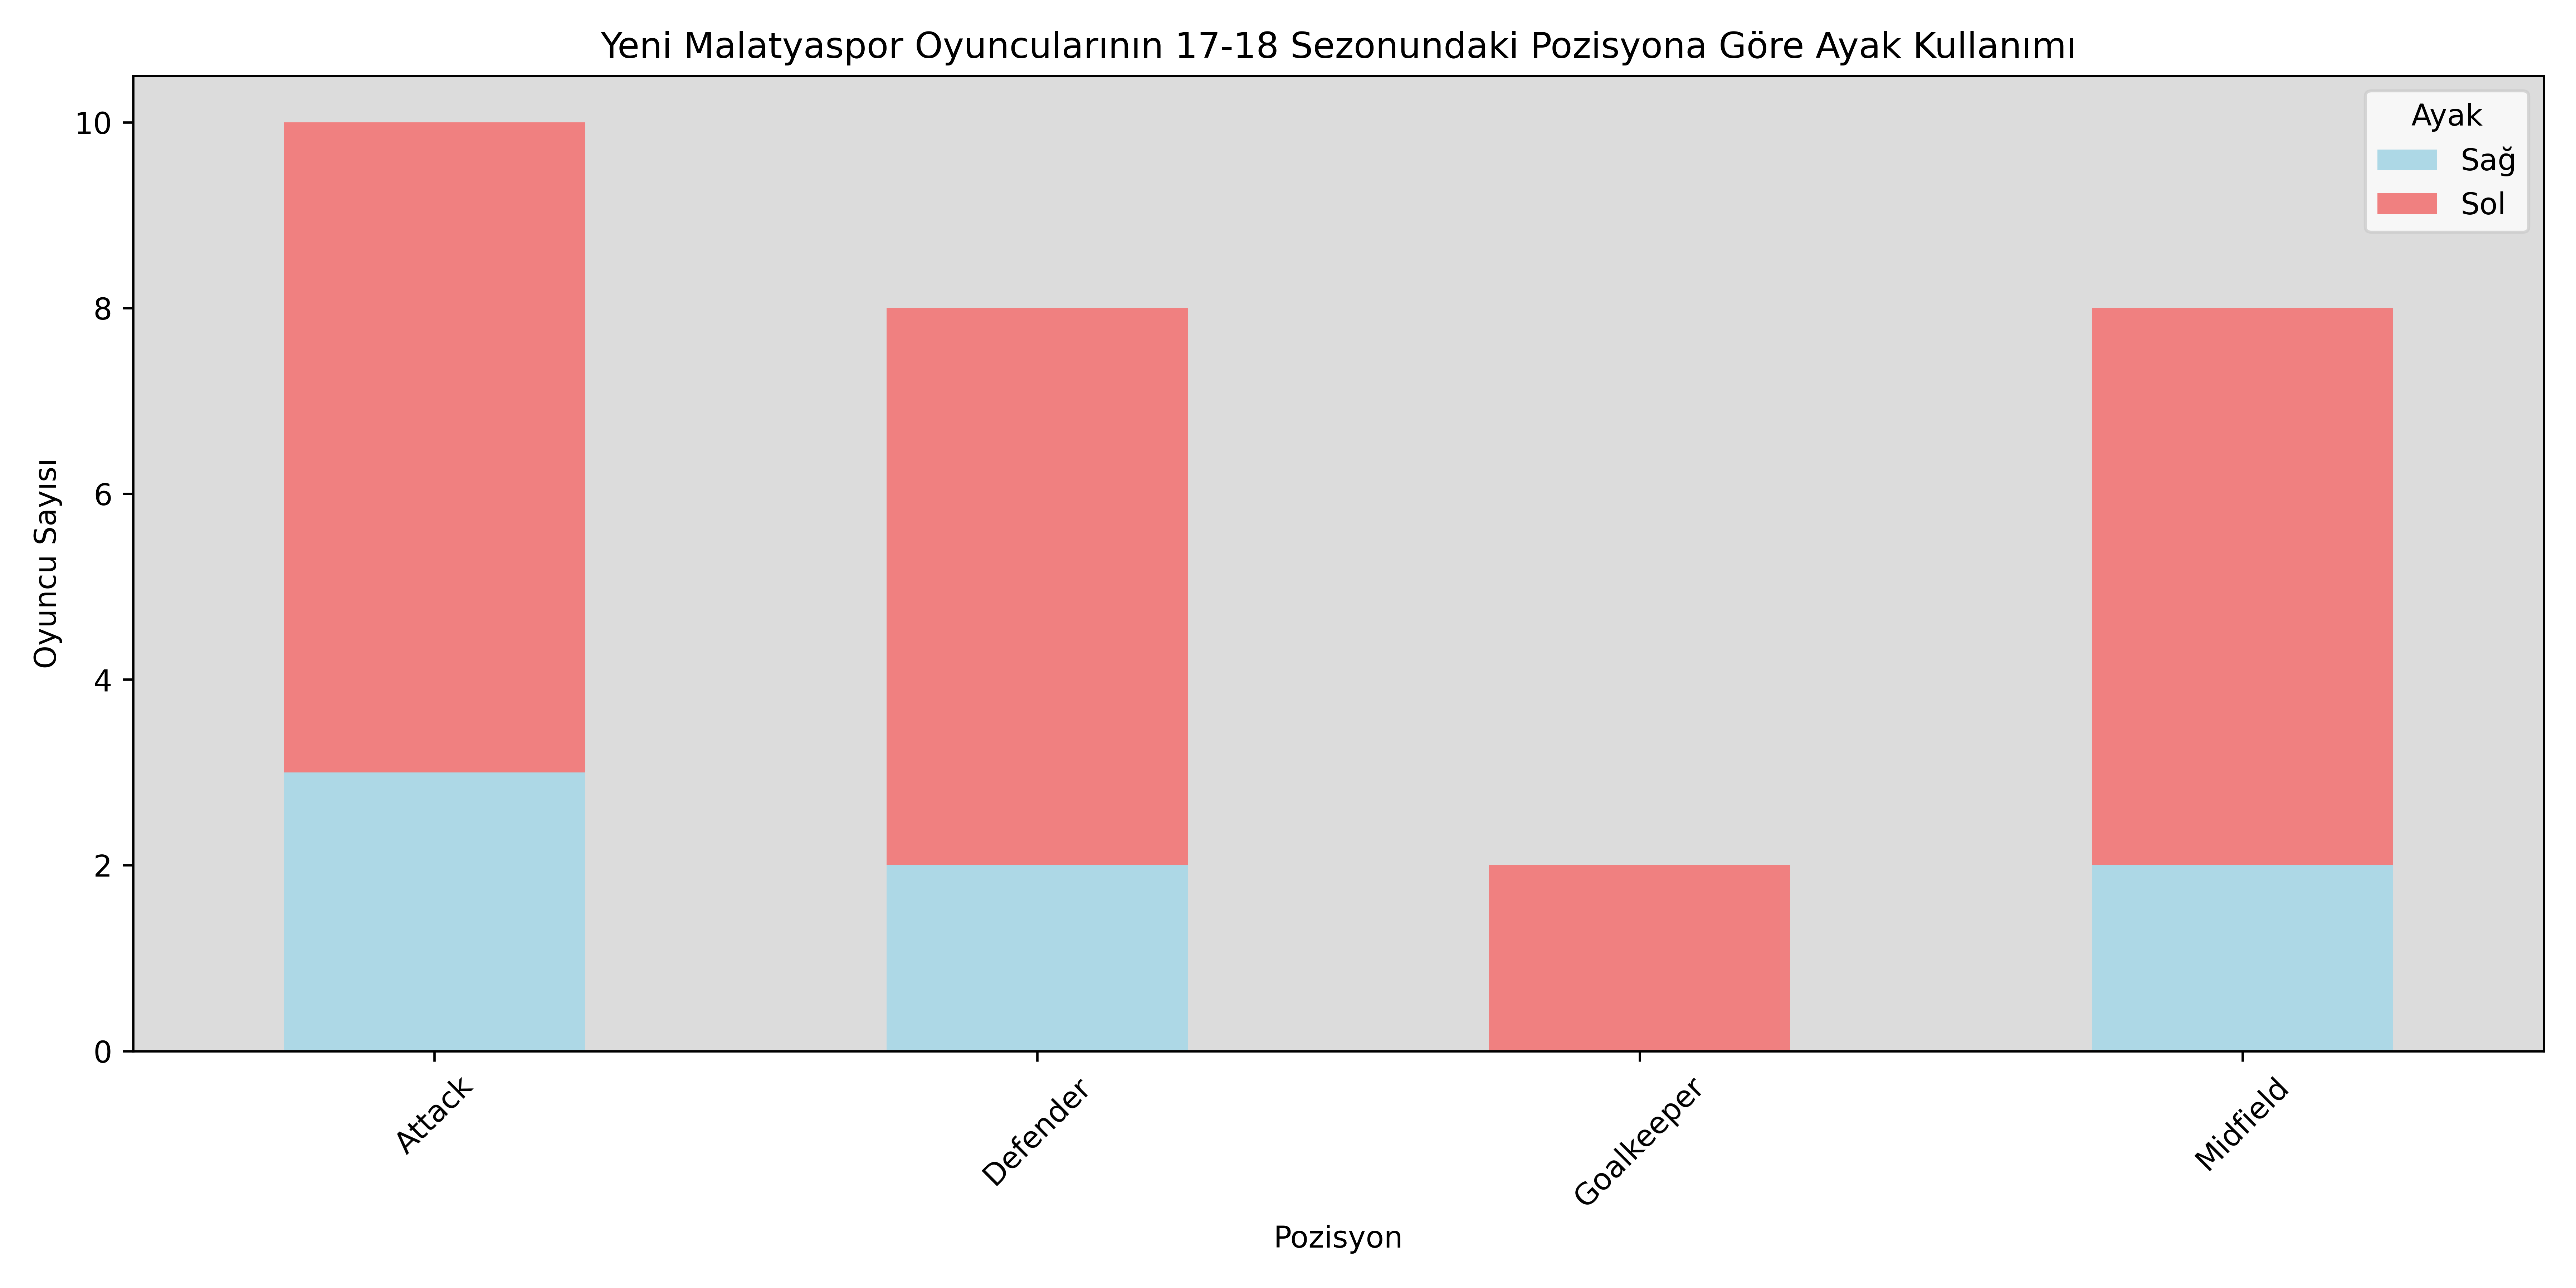 Yeni Malatyaspor Oyuncularının 17-18 Sezonundaki Pozisyona Göre Ayak Kullanımı
Ayak
Sağ
Sol
Oyuncu Sayısı
10
8
6
4
2
0
Attack
Defender
Goalkeeper
Midfield
Pozisyon